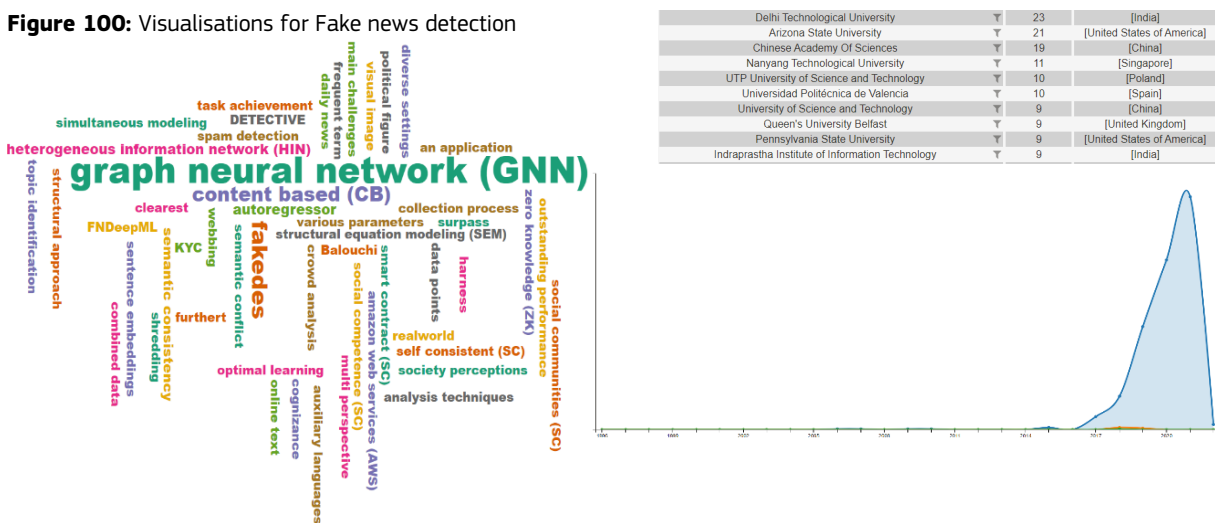 Figure 100: Visualisations for Fake news detection
main challenges
diverse settings
political figure
visual image
frequent term
daily news
task achievement
DETECTIVE
simultaneous modeling
spam detection
heterogeneous information network (HIN)
an application
graph neural network (GNN)
topic identification
structural approach
content based (CB)
zero knowledge (ZK)
outstanding performance
clearest
autoregressor
collection process
webbing
FNDeepML
various parameters
surpass
fakedes
semantic conflict
semantic consistency
structural equation modeling (SEM)
KYC
sentence embeddings
crowd analysis
Balouchi
smart contract (SC)
data points
harness
social competence (SC)
social communities (SC)
amazon web services (AWS)
combined data
shredding
furthert
realworld
self consistent (SC)
optimal learning
multi perspective
society perceptions
online text
cognizance
auxiliary languages
analysis techniques
Delhi Technological University 23 [India]
Arizona State University 21 [United States of America]
Chinese Academy Of Sciences 19 [China]
Nanyang Technological University 11 [Singapore]
UTP University of Science and Technology 10 [Poland]
Universidad Politécnica de Valencia 10 [Spain]
University of Science and Technology 9 [China]
Queen's University Belfast 9 [United Kingdom]
Pennsylvania State University 9 [United States of America]
Indraprastha Institute of Information Technology 9 [India]
2011 2014 2017 2020